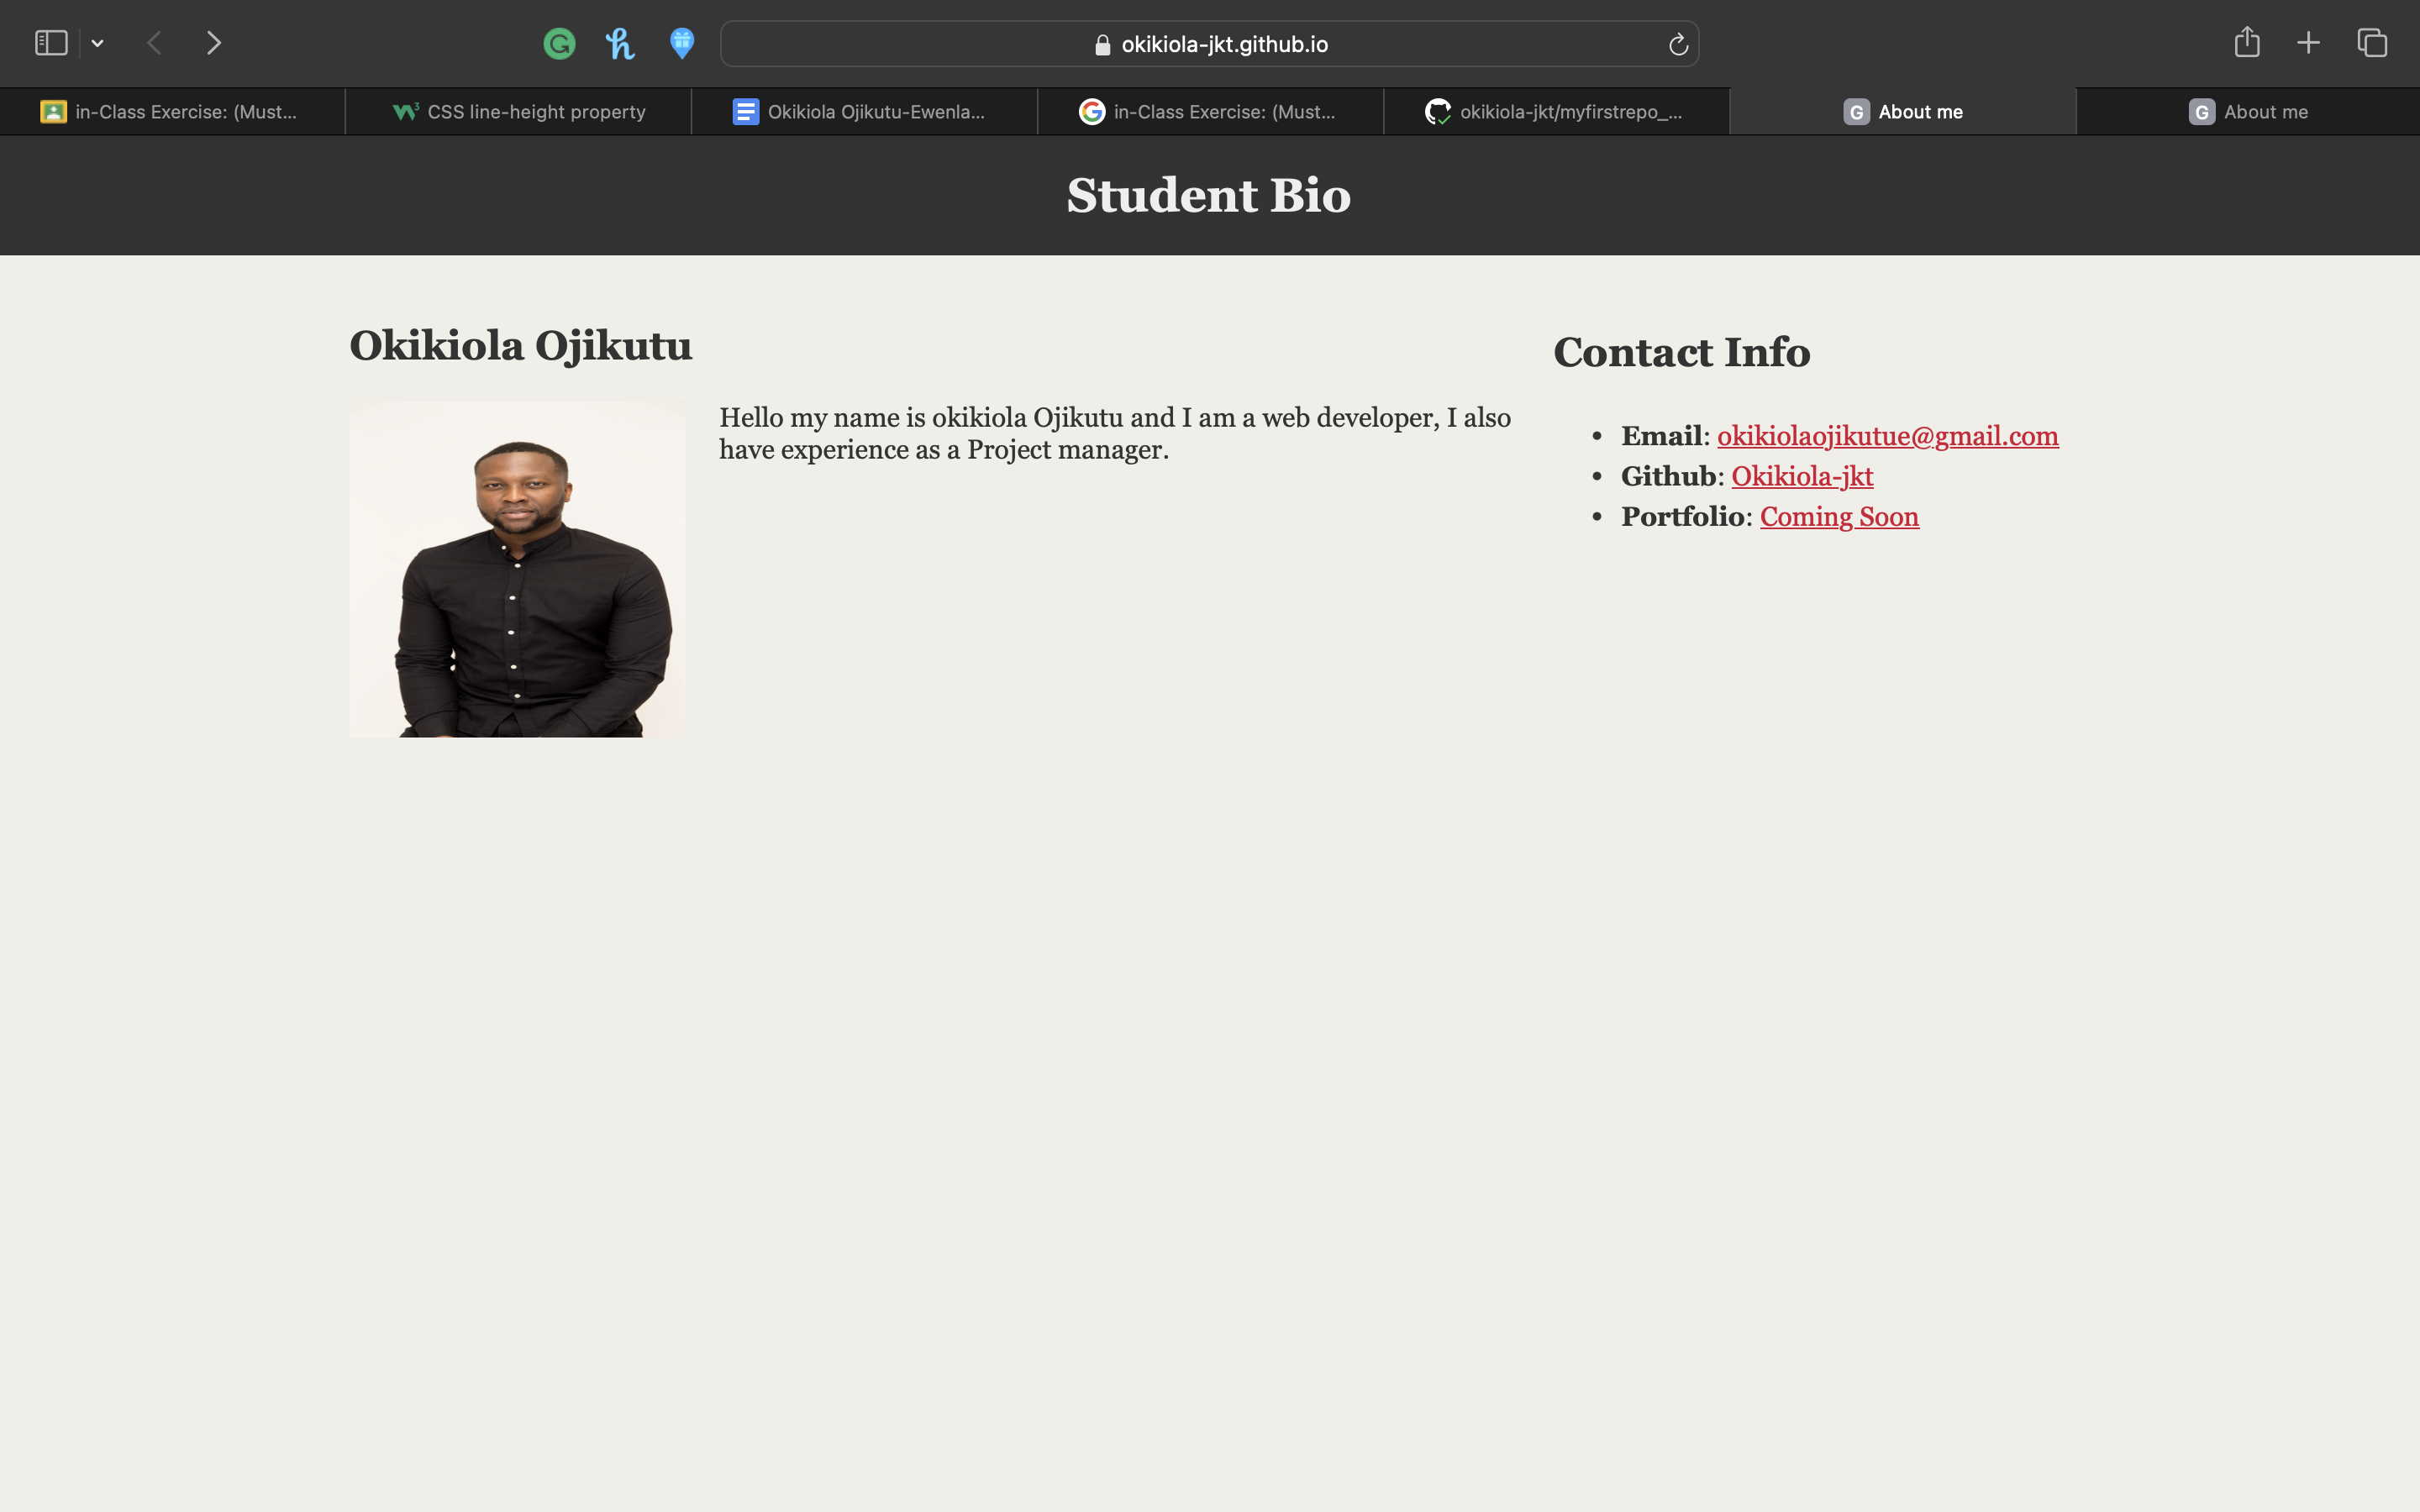 okikiola-jkt.github.io
in-Class Exercise: (Must...
CSS line-height property
Okikiola Ojikutu-Ewenla...
in-Class Exercise: (Must...
okikiola-jkt/myfirstrepo_...
G About me
G About me
Student Bio
Okikiola Ojikutu
Hello my name is okikiola Ojikutu and I am a web developer, I also
have experience as a Project manager.
Contact Info
• Email: okikiolaojikutue@gmail.com
• Github: Okikiola-jkt
• Portfolio: Coming Soon